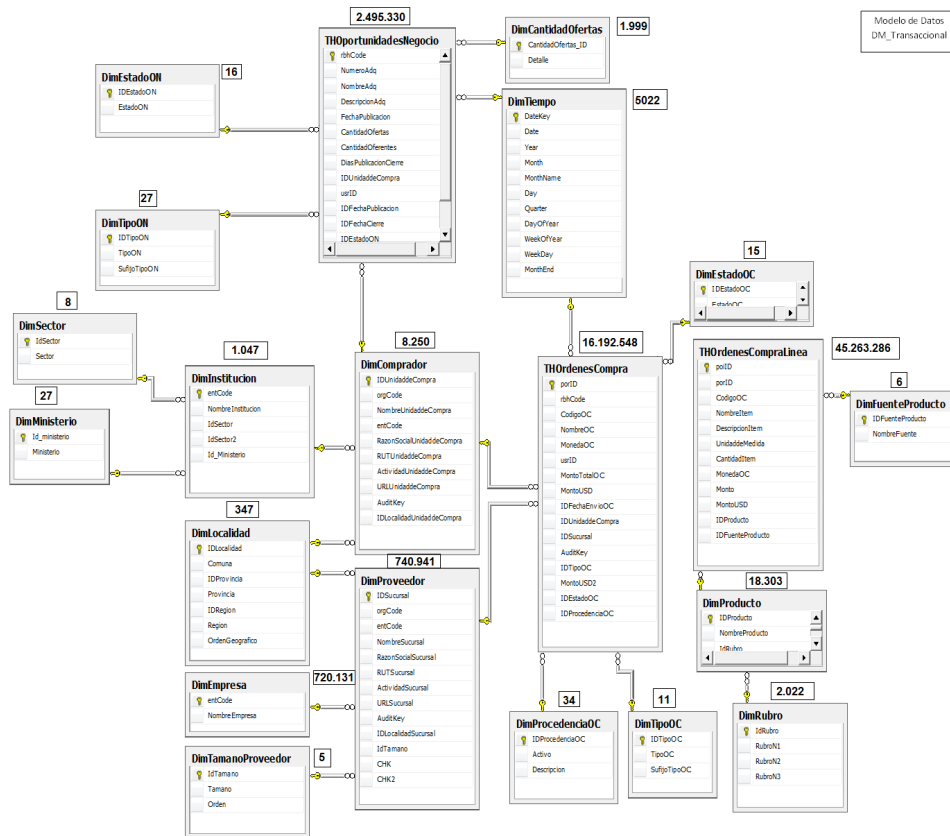 Modelo de Datos
DM_Transaccional
2.495.330
THOportunidadesNegocio
rbhCode
NumeroAdq
NombreAdq
DescripcionAdq
FechaPublicacion
CantidadOfertas
CantidadOferentes
DiasPublicacionCierre
IDUnidaddeCompra
usrID
IDFechaPublicacion
IDFechaCierre
IDEstadoON
1.999
DimCantidadOfertas
CantidadOfertas_ID
Detalle
16
DimEstadoON
IDEstadoON
EstadoON
5022
DimTiempo
DateKey
Date
Year
Month
MonthName
Day
Quarter
DayOfYear
WeekOfYear
WeekDay
MonthEnd
27
DimTipoON
IDTipoON
TipoON
SufijoTipoON
15
DimEstadoOC
IDEstadoOC
EstadoOC
8
DimSector
IdSector
Sector
1.047
DimInstitucion
entCode
NombreInstitucion
IdSector
IdSector2
Id_Ministerio
27
DimMinisterio
Id_ministerio
Ministerio
8.250
DimComprador
IDUnidaddeCompra
orgCode
NombreUnidaddeCompra
entCode
RazonSocialUnidaddeCompra
RUTUnidaddeCompra
ActividadUnidaddeCompra
URLUnidaddeCompra
AuditKey
IDLocalidadUnidaddeCompra
16.192.548
THOrdenesCompra
porID
rbhCode
CodigoOC
NombreOC
MonedaOC
usrID
MontoTotalOC
MontoUSD
IDFechaEnvioOC
IDUnidaddeCompra
IDSucursal
AuditKey
IDTipoOC
MontoUSD2
IDEstadoOC
IDProcedenciaOC
45.263.286
THOrdenesCompraLinea
polID
porID
CodigoOC
NombreItem
DescripcionItem
UnidaddeMedida
CantidadItem
MonedaOC
Monto
MontoUSD
IDProducto
IDFuenteProducto
6
DimFuenteProducto
IDFuenteProducto
NombreFuente
347
DimLocalidad
IDLocalidad
Comuna
IDProvincia
Provincia
IDRegion
Region
OrdenGeografico
740.941
DimProveedor
IDSucursal
orgCode
entCode
NombreSucursal
RazonSocialSucursal
RUTSucursal
ActividadSucursal
URLSucursal
AuditKey
IDLocalidadSucursal
IdTamano
CHK
CHK2
18.303
DimProducto
IDProducto
NombreProducto
IdRubro
720.131
DimEmpresa
entCode
NombreEmpresa
5
DimTamanoProveedor
IdTamano
Tamano
Orden
34
DimProcedenciaOC
IDProcedenciaOC
Activo
Descripcion
11
DimTipoOC
IDTipoOC
TipoOC
SufijoTipoOC
2.022
DimRubro
IdRubro
RubroN1
RubroN2
RubroN3